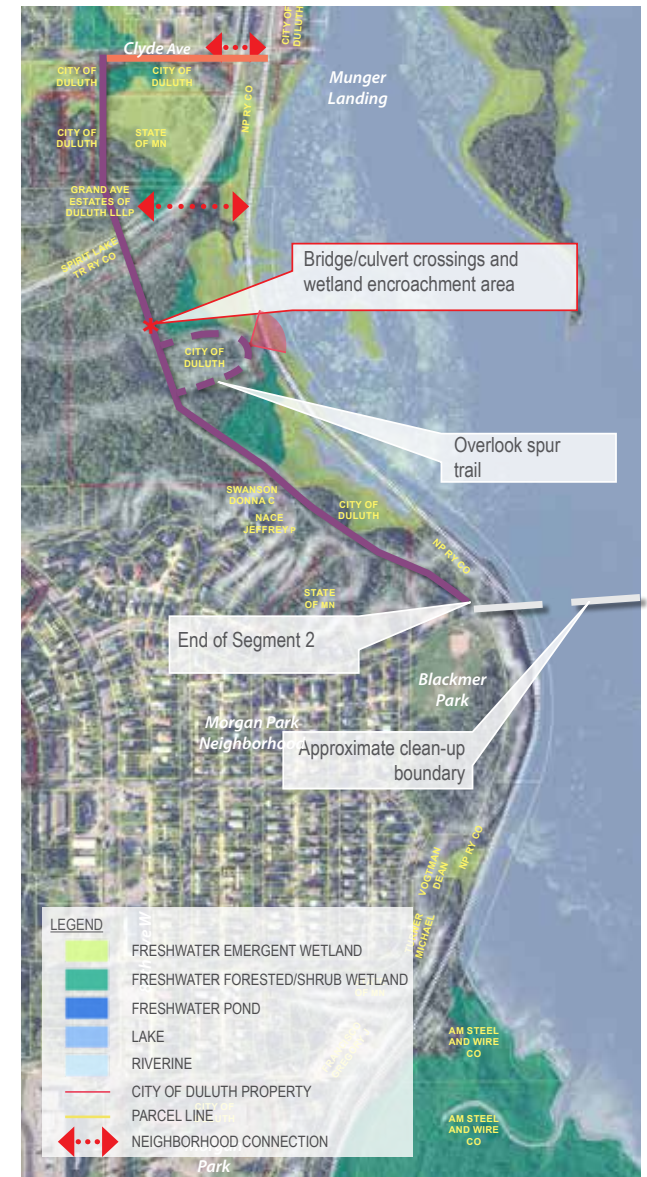 CITY OF
DULUTH
Clyde Ave
CITY OF
DULUTH
CITY OF
DULUTH
Munger
Landing
NP RY CO
CITY OF
DULUTH
STATE
OF MN
GRAND AVE
ESTATES OF
DULUTH LLLP
SPIRIT LAKE
TR RY CO
Bridge/culvert crossings and
wetland encroachment area
CITY OF
DULUTH
Overlook spur
trail
SWANSON
DONNA C
NACE
JEFFREY P
CITY OF
DULUTH
NP RY CO
STATE
OF MN
End of Segment 2
Blackmer
Park
Morgan Park
Neighborhood
Approximate clean-up
boundary
VOGTMAN
DEAN
NP RY CO
MICHAEL
LEGEND
FRESHWATER EMERGENT WETLAND
FRESHWATER FORESTED/SHRUB WETLAND
FRESHWATER POND
LAKE
RIVERINE
CITY OF DULUTH PROPERTY
PARCEL LINE
NEIGHBORHOOD CONNECTION
Park
AM STEEL
AND WIRE
CO
AM STEEL
AND WIRE
CO